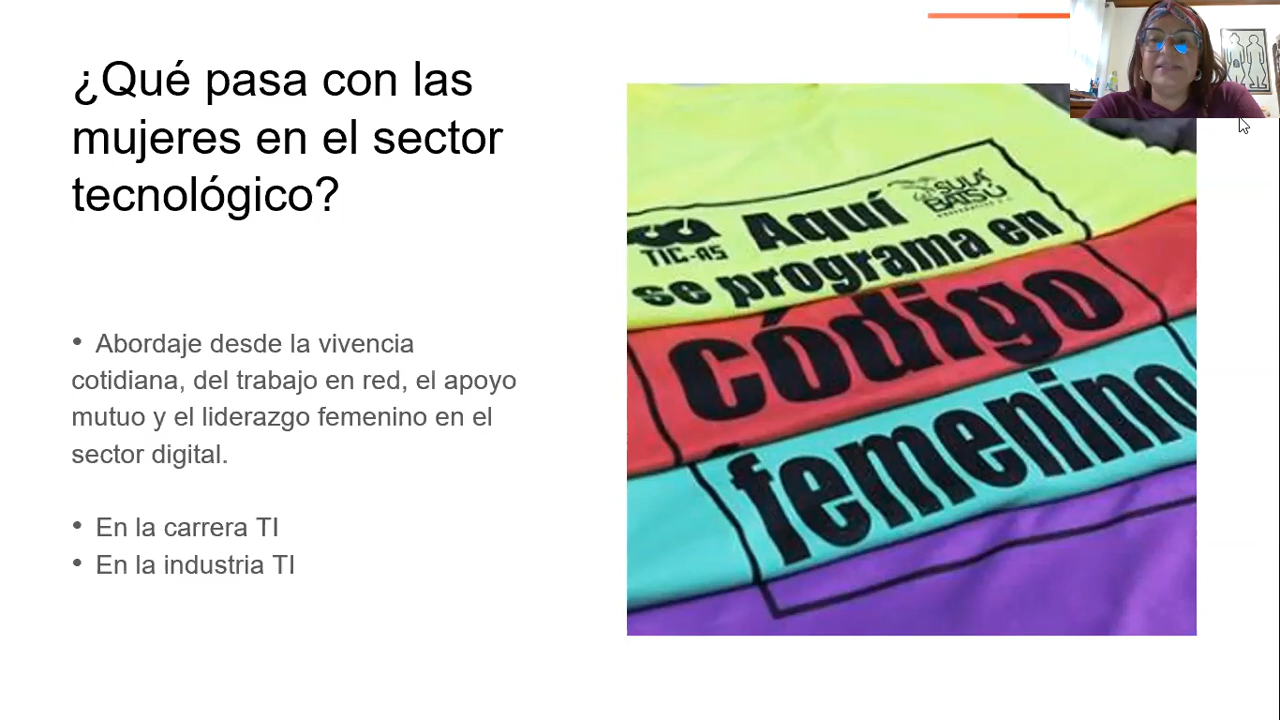 ¿Qué pasa con las
mujeres en el sector
tecnológico?
• Abordaje desde la vivencia
cotidiana, del trabajo en red, el apoyo
mutuo y el liderazgo femenino en el
sector digital.
• En la carrera TI
• En la industria TI
SULÁ
BATSÚ
TIC-AS
Aquí
se programa en
código
femenino